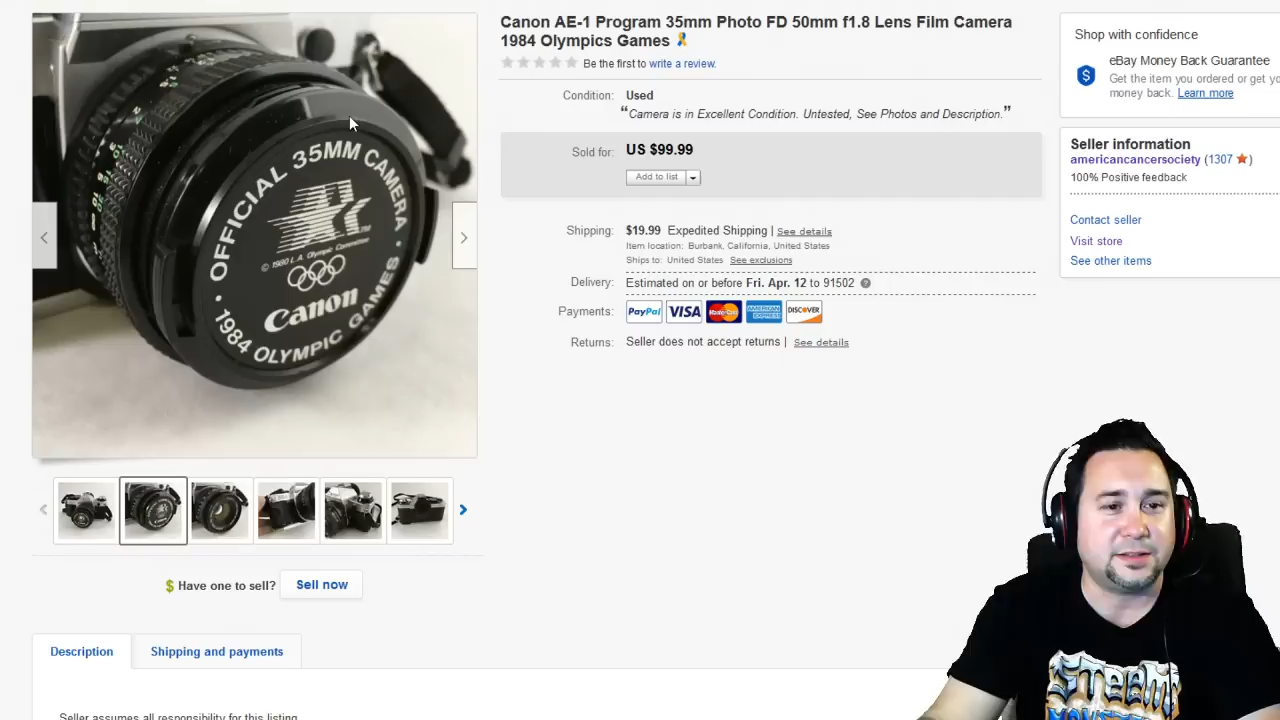 Canon AE-1 Program 35mm Photo FD 50mm f1.8 Lens Film Camera
1984 Olympics Games
Be the first to write a review.
Condition: Used
“Camera is in Excellent Condition. Untested, See Photos and Description.”
Sold for: US $99.99
Add to list
Shipping: $19.99 Expedited Shipping | See details
Item location: Burbank, California, United States
Ships to: United States See exclusions
Delivery: Estimated on or before Fri. Apr. 12 to 91502
Payments: PayPal VISA MasterCard AMERICAN EXPRESS DISCOVER
Returns: Seller does not accept returns | See details
Shop with confidence
eBay Money Back Guarantee
Get the item you ordered or get yo
money back. Learn more
Seller information
americancancersociety (1307)
100% Positive feedback
Contact seller
Visit store
See other items
• OFFICIAL 35MM CAMERA •
© 1980 L.A. Olympic Committee
Canon
1984 OLYMPIC GAMES
$ Have one to sell? Sell now
Description
Shipping and payments
Seller assumes all responsibility for this listing.
STEEM
MONSTE